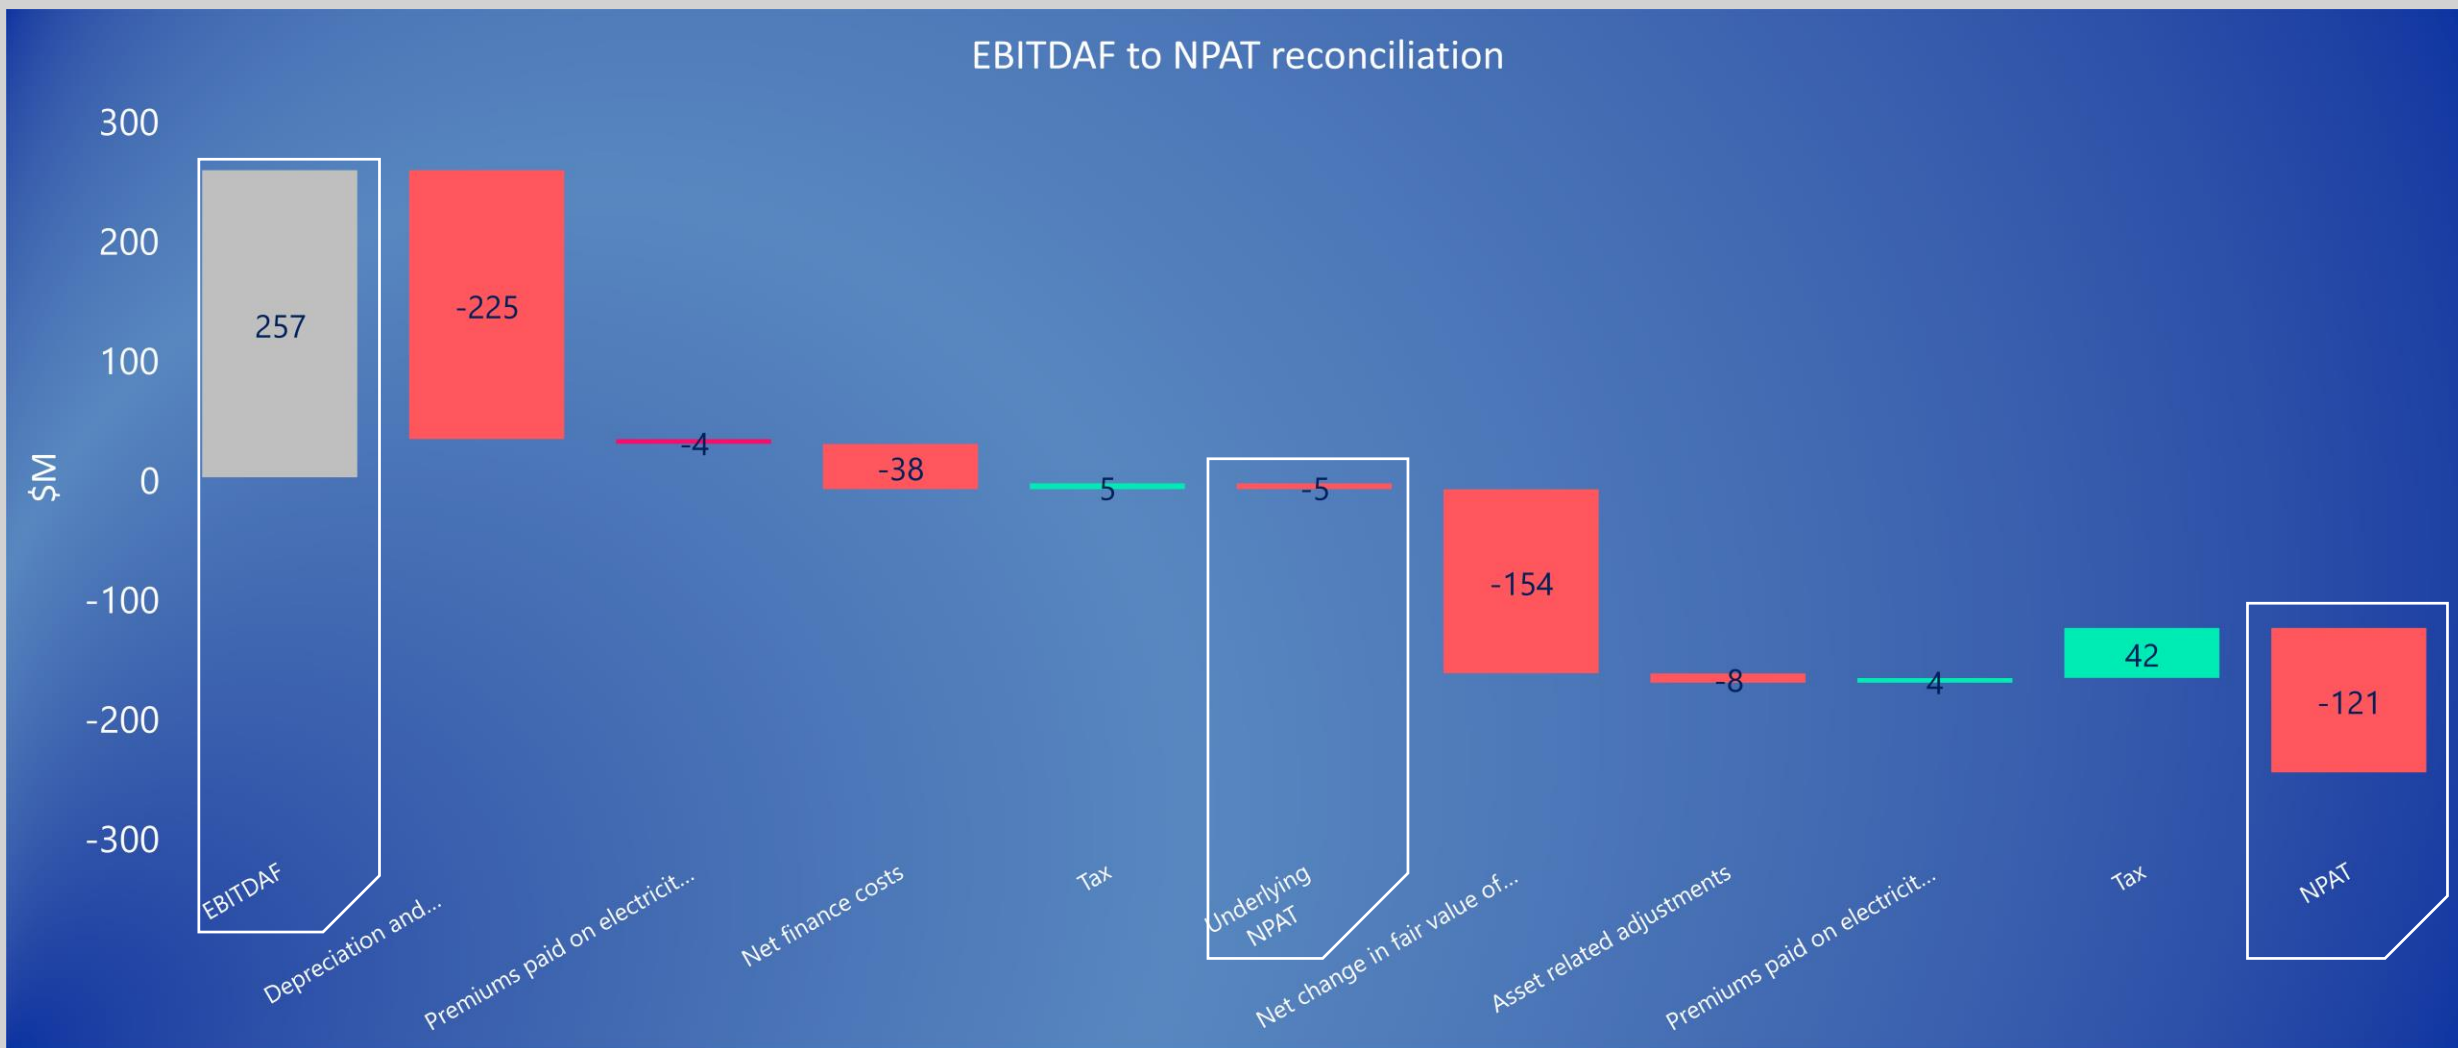 EBITDAF to NPAT reconciliation
300
200
100
0
-100
-200
-300
$M
257
-225
-4
-38
5
-5
-154
-8
4
42
-121
EBITDAF
Depreciation and...
Premiums paid on electricit...
Net finance costs
Tax
Underlying
NPAT
Net change in fair value of...
Asset related adjustments
Premiums paid on electricit...
Tax
NPAT